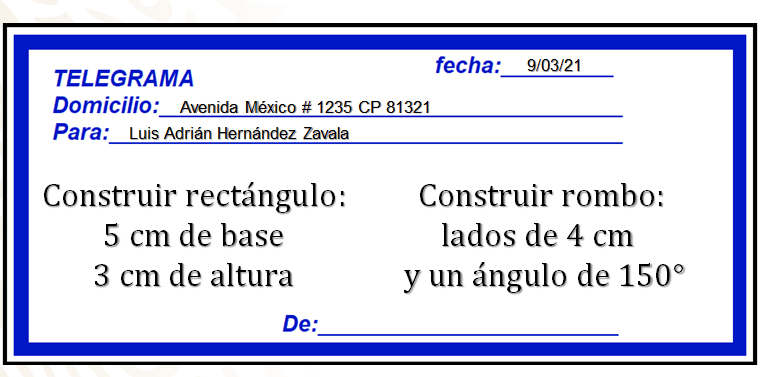 fecha: 9/03/21
TELEGRAMA
Domicilio: Avenida México # 1235 CP 81321
Para: Luis Adrián Hernández Zavala
Construir rectángulo:
5 cm de base
3 cm de altura
Construir rombo:
lados de 4 cm
y un ángulo de 150°
De: